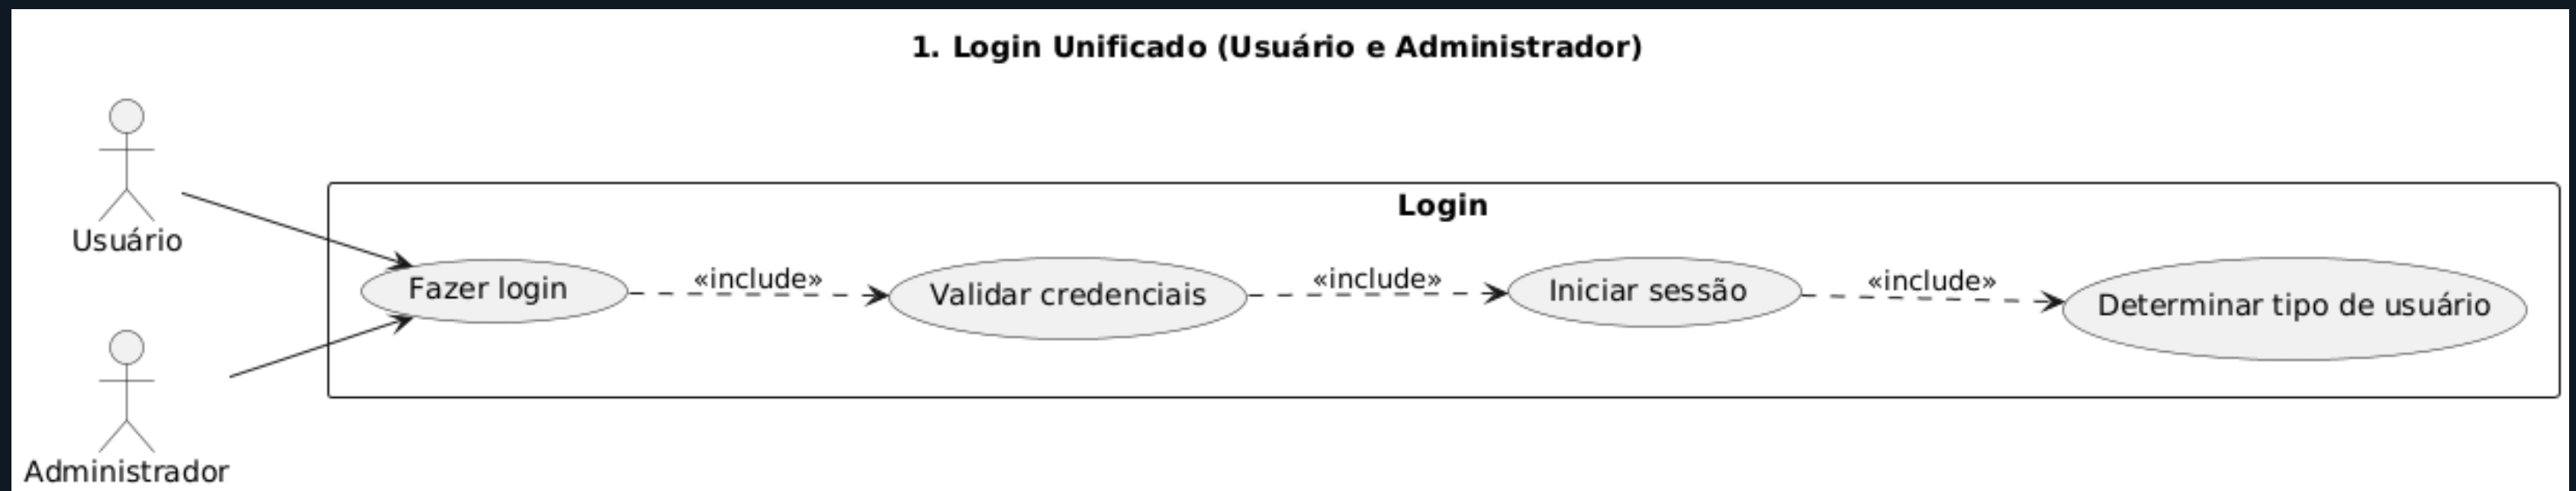 1. Login Unificado (Usuário e Administrador)
Usuário
Login
Fazer login
«include»
Validar credenciais
«include»
Iniciar sessão
«include»
Determinar tipo de usuário
Administrador